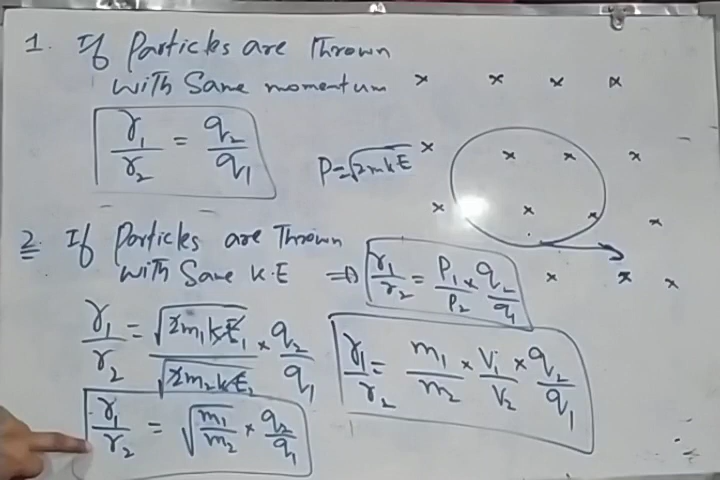 1. If Particles are Thrown
with Same momentum
r₁/r₂ = q₂/q₁
P=√2mKE
2. If Particles are Thrown
with Same K.E ⇒ r₁/r₂ = P₁/P₂ × q₂/q₁
r₁/r₂ = √2m₁KE₁/√2m₂KE₂ × q₂/q₁
r₁/r₂ = m₁/m₂ × V₁/V₂ × q₂/q₁
r₁/r₂ = √m₁/m₂ × q₂/q₁